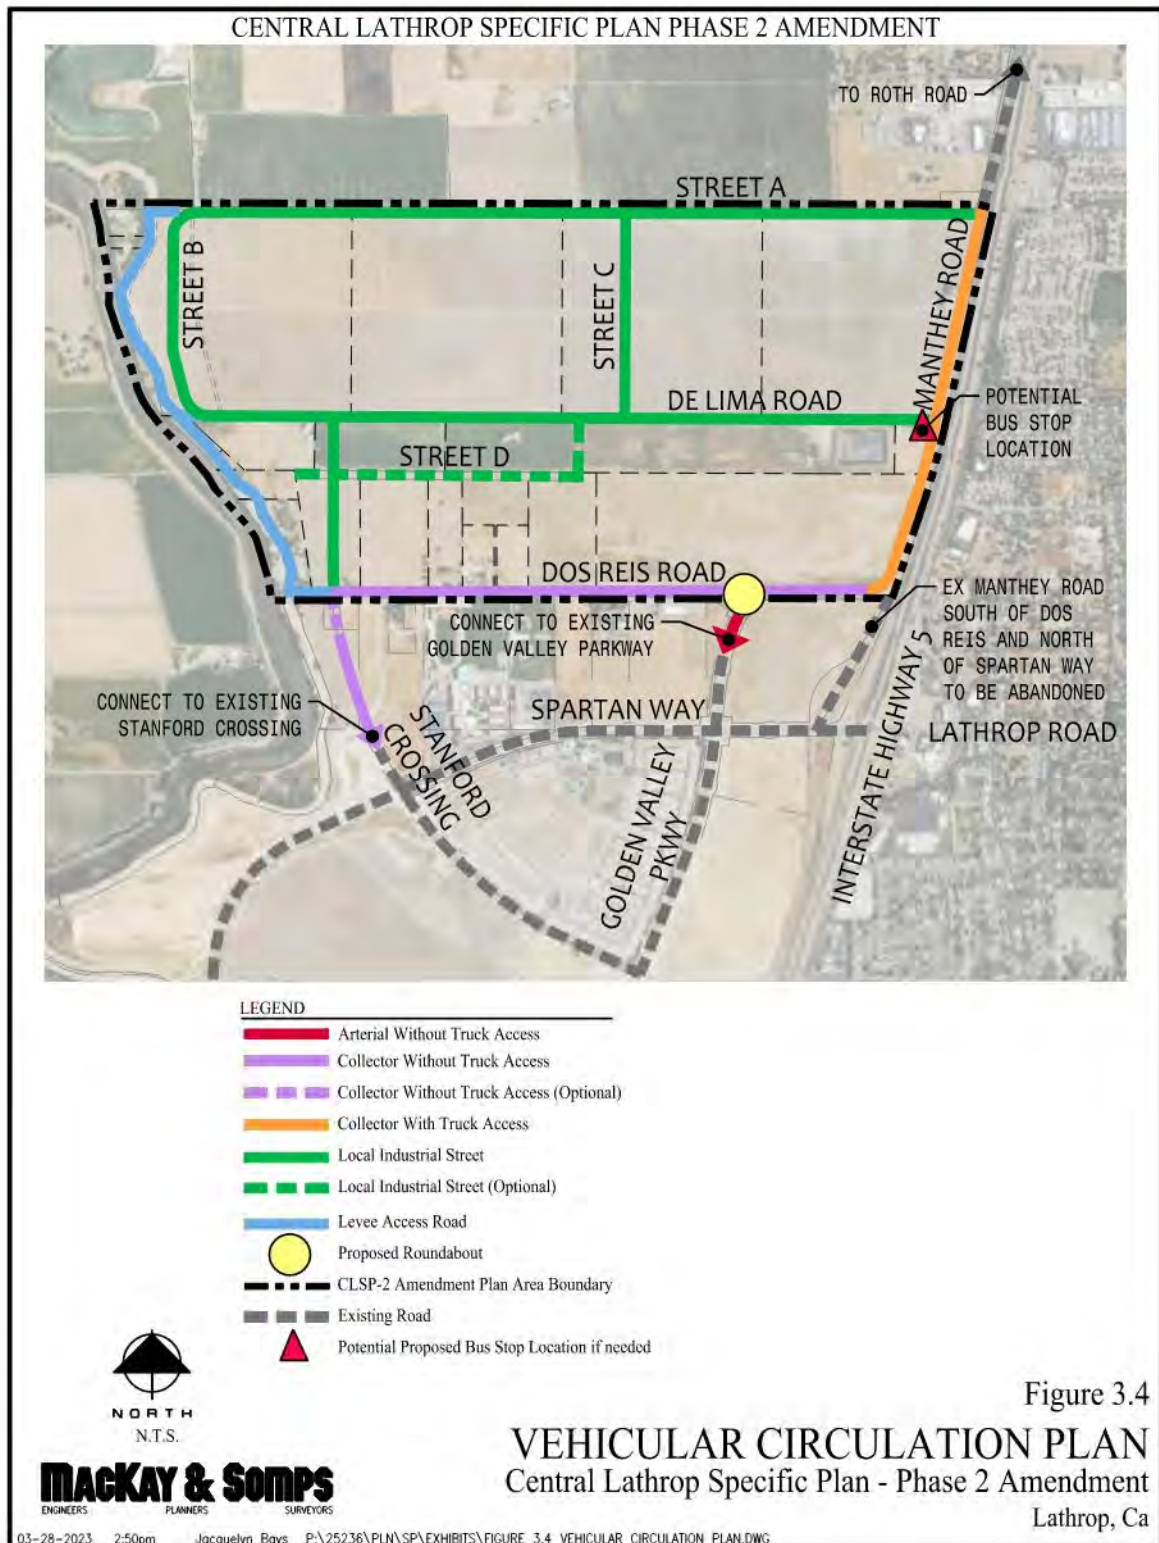 CENTRAL LATHROP SPECIFIC PLAN PHASE 2 AMENDMENT
TO ROTH ROAD
STREET A
STREET B
STREET C
MANTHEY ROAD
DE LIMA ROAD
POTENTIAL
BUS STOP
LOCATION
STREET D
DOS REIS ROAD
CONNECT TO EXISTING
GOLDEN VALLEY PARKWAY
EX MANTHEY ROAD
SOUTH OF DOS
REIS AND NORTH
OF SPARTAN WAY
TO BE ABANDONED
CONNECT TO EXISTING
STANFORD CROSSING
STANFORD
CROSSING
SPARTAN WAY
LATHROP ROAD
GOLDEN VALLEY
PKWY
INTERSTATE HIGHWAY 5
LEGEND
Arterial Without Truck Access
Collector Without Truck Access
Collector Without Truck Access (Optional)
Collector With Truck Access
Local Industrial Street
Local Industrial Street (Optional)
Levee Access Road
Proposed Roundabout
CLSP-2 Amendment Plan Area Boundary
Existing Road
Potential Proposed Bus Stop Location if needed
NORTH
N.T.S.
MACKAY & SOMPS
ENGINEERS PLANNERS SURVEYORS
Figure 3.4
VEHICULAR CIRCULATION PLAN
Central Lathrop Specific Plan - Phase 2 Amendment
Lathrop, Ca
03-28-2023 2:50pm Jacquelyn Bays P:\25236\PLN\SP\EXHIBITS\FIGURE 3.4 VEHICULAR CIRCULATION PLAN.DWG